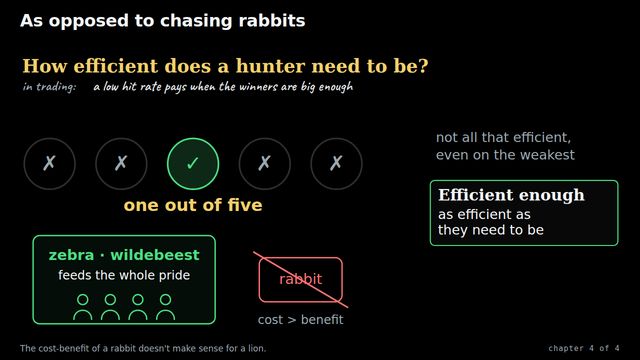 As opposed to chasing rabbits
How efficient does a hunter need to be?
in trading: a low hit rate pays when the winners are big enough
✗ ✗ ✓ ✗ ✗
one out of five
not all that efficient,
even on the weakest
Efficient enough
as efficient as
they need to be
zebra · wildebeest
feeds the whole pride
rabbit
cost > benefit
The cost-benefit of a rabbit doesn't make sense for a lion.
chapter 4 of 4